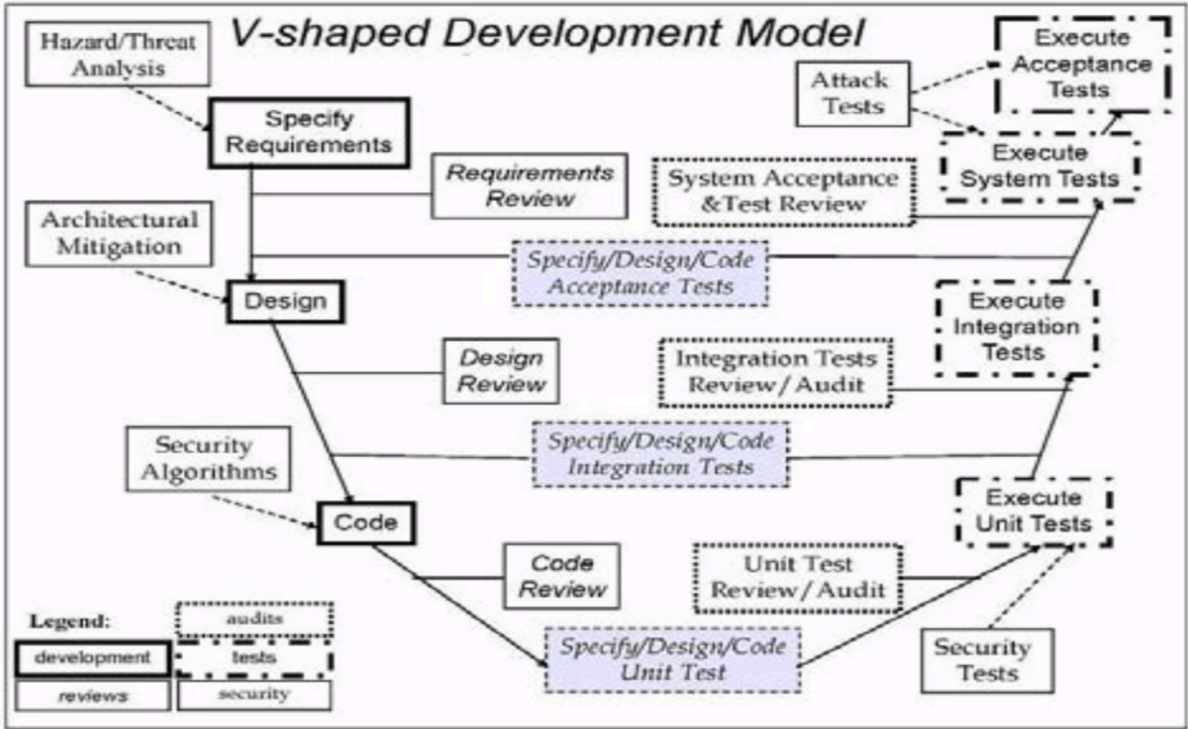 V-shaped Development Model
Hazard/Threat
Analysis
Specify
Requirements
Attack
Tests
Execute
Acceptance
Tests
Execute
System Tests
Requirements
Review
System Acceptance
&Test Review
Architectural
Mitigation
Specify/Design/Code
Acceptance Tests
Design
Execute
Integration
Tests
Design
Review
Integration Tests
Review/Audit
Security
Algorithms
Specify/Design/Code
Integration Tests
Code
Execute
Unit Tests
Code
Review
Unit Test
Review/Audit
Specify/Design/Code
Unit Test
Security
Tests
Legend:
audits
development
tests
reviews
security